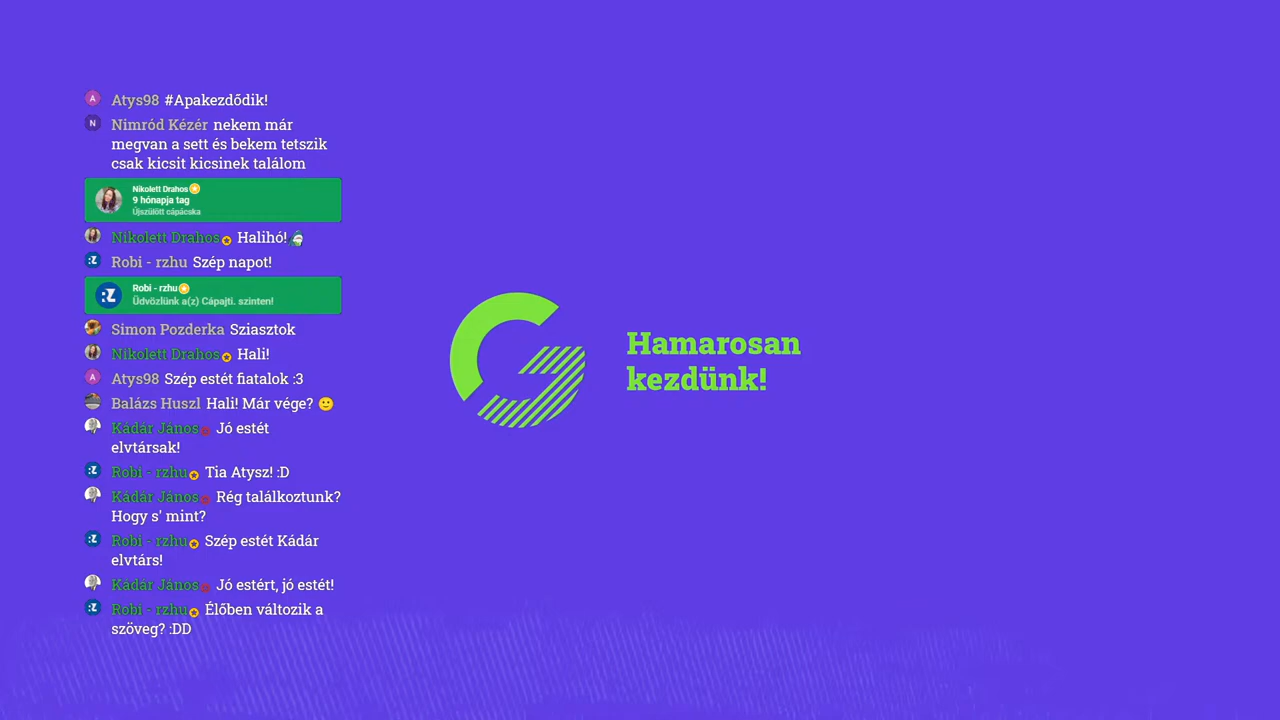 A Atys98 #Apakezdődik!
N Nimród Kézér nekem már
megvan a sett és bekem tetszik
csak kicsit kicsinek találom
Nikolett Drahos
9 hónapja tag
Újszülött cápácska
Nikolett Drahos Halihó!
:Z Robi - rzhu Szép napot!
Robi - rzhu
:Z
Üdvözlünk a(z) Cápajti. szinten!
Simon Pozderka Sziasztok
Nikolett Drahos Hali!
A Atys98 Szép estét fiatalok :3
Balázs Huszl Hali! Már vége? 🙂
Kádár János Jó estét
elvtársak!
:Z Robi - rzhu Tia Atysz! :D
Kádár János Rég találkoztunk?
Hogy s' mint?
:Z Robi - rzhu Szép estét Kádár
elvtárs!
Kádár János Jó estért, jó estét!
:Z Robi - rzhu Élőben változik a
szöveg? :DD
Hamarosan
kezdünk!